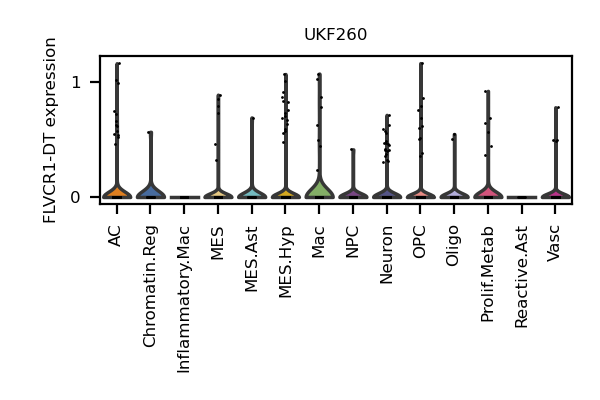 UKF260
FLVCR1-DT expression
1
0
AC
Chromatin.Reg
Inflammatory.Mac
MES
MES.Ast
MES.Hyp
Mac
NPC
Neuron
OPC
Oligo
Prolif.Metab
Reactive.Ast
Vasc